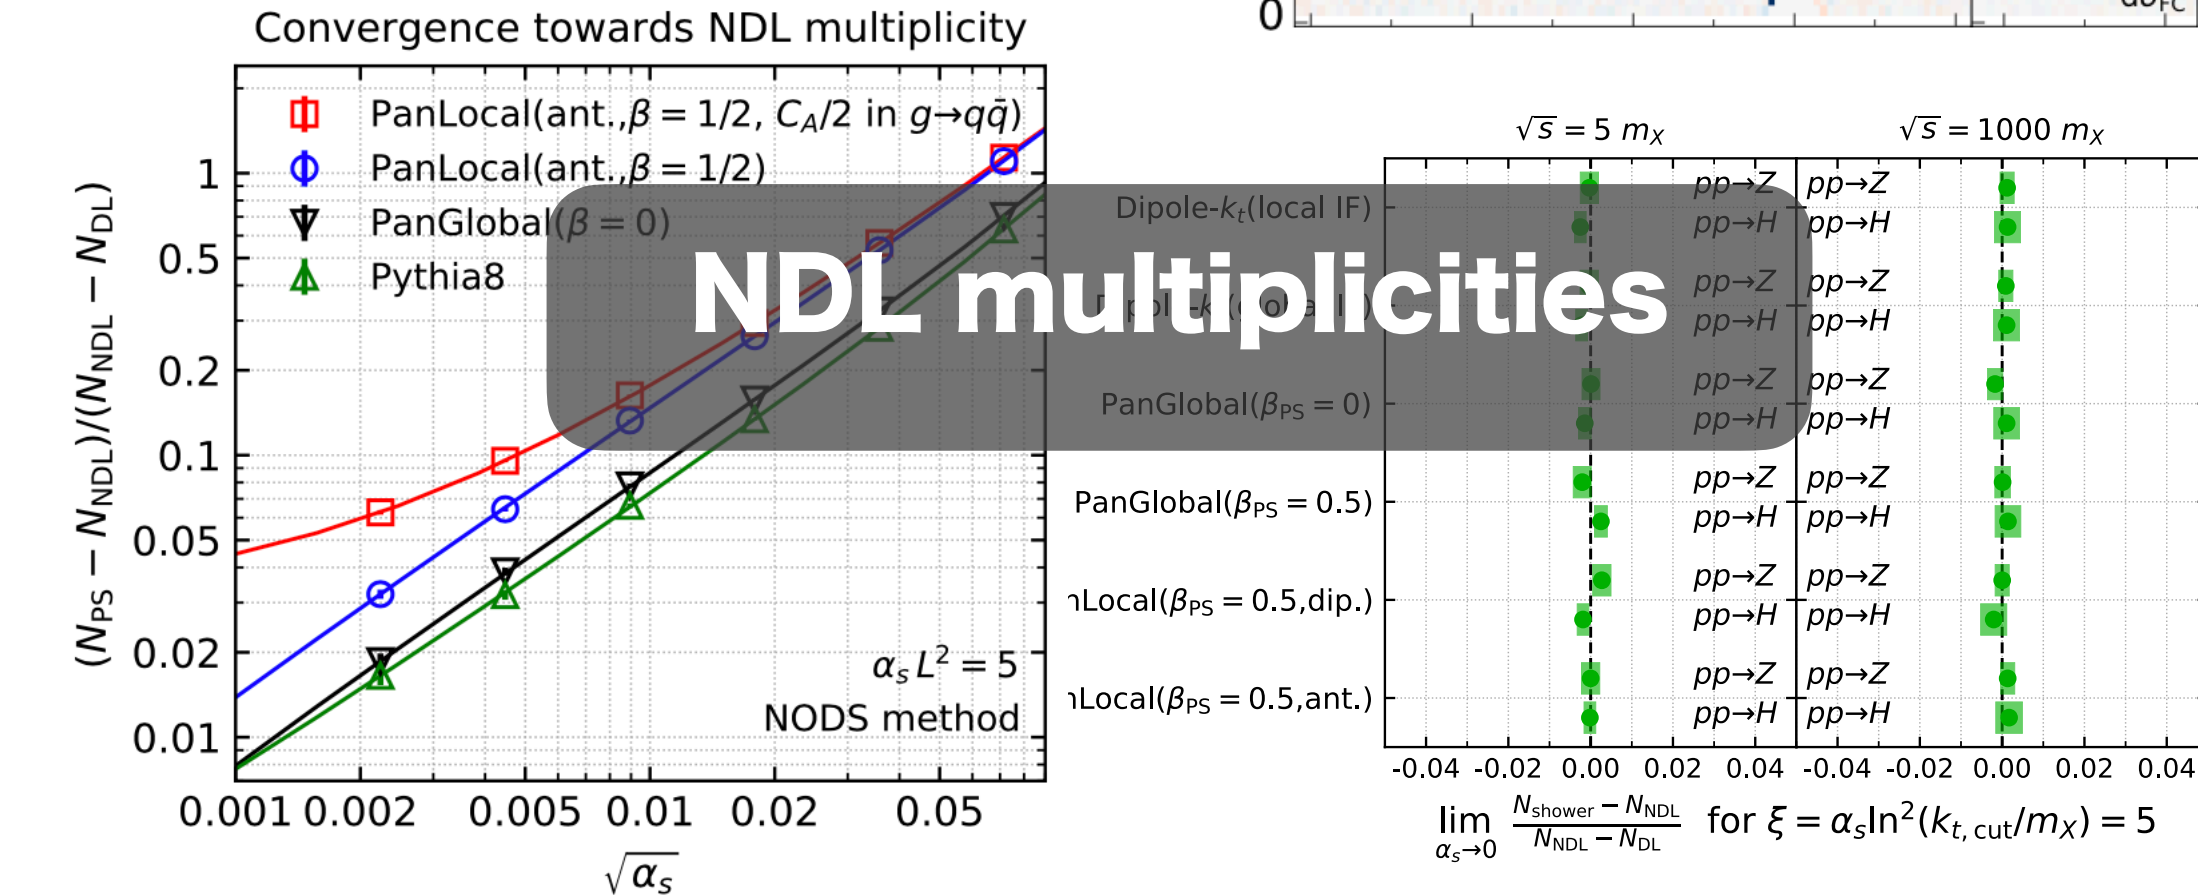 0
dδFC
Convergence towards NDL multiplicity
PanLocal(ant.,β = 1/2, C_A/2 in g→qq̄)
PanLocal(ant.,β = 1/2)
PanGlobal(β = 0)
Pythia8
(N_PS − N_NDL)/(N_NDL − N_DL)
1
0.5
0.2
0.1
0.05
0.02
0.01
α_s L² = 5
NODS method
0.001 0.002 0.005 0.01 0.02 0.05
√α_s
NDL multiplicities
√s = 5 m_X √s = 1000 m_X
Dipole-k_t(local IF)
pp→Z pp→Z
pp→H pp→H
pp→Z pp→Z
pp→H pp→H
PanGlobal(β_PS = 0)
pp→Z pp→Z
pp→H pp→H
PanGlobal(β_PS = 0.5)
pp→Z pp→Z
pp→H pp→H
nLocal(β_PS = 0.5,dip.)
pp→Z pp→Z
pp→H pp→H
nLocal(β_PS = 0.5,ant.)
pp→Z pp→Z
pp→H pp→H
-0.04 -0.02 0.00 0.02 0.04 -0.04 -0.02 0.00 0.02 0.04
lim_{α_s→0} (N_shower − N_NDL)/(N_NDL − N_DL) for ξ = α_s ln²(k_{t, cut}/m_X) = 5